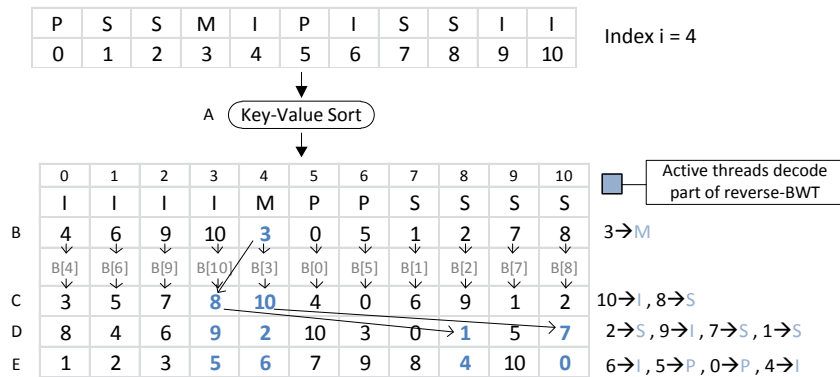 P S S M I P I S S I I
0 1 2 3 4 5 6 7 8 9 10
Index i = 4
A Key-Value Sort
0 1 2 3 4 5 6 7 8 9 10
I I I I M P P S S S S
Active threads decode
part of reverse-BWT
B 4 6 9 10 3 0 5 1 2 7 8 3→M
B[4] B[6] B[9] B[10] B[3] B[0] B[5] B[1] B[2] B[7] B[8]
C 3 5 7 8 10 4 0 6 9 1 2 10→I , 8→S
D 8 4 6 9 2 10 3 0 1 5 7 2→S , 9→I , 7→S , 1→S
E 1 2 3 5 6 7 9 8 4 10 0 6→I , 5→P , 0→P , 4→I